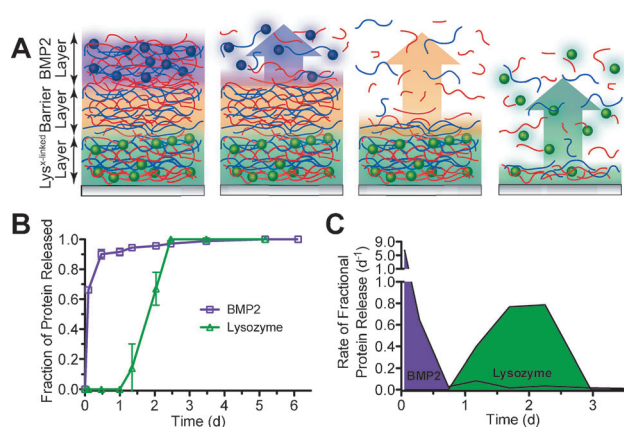 A
BMP2
Layer
Barrier
Layer
Lys^x-linked
Layer
B
Fraction of Protein Released
1.0
0.8
0.6
0.4
0.2
0.0
BMP2
Lysozyme
0 1 2 3 4 5 6
Time (d)
C
Rate of Fractional
Protein Release (d⁻¹)
9.0
5.0
1.0
0.8
0.6
0.4
0.2
0.0
BMP2
Lysozyme
0 1 2 3
Time (d)